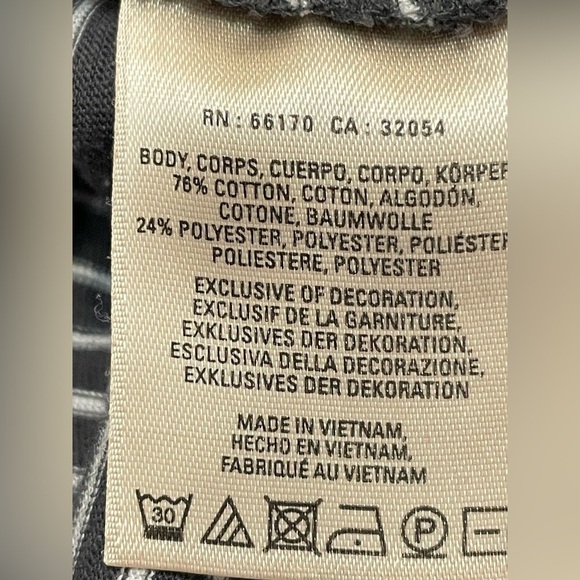 RN : 66170 CA : 32054
BODY, CORPS, CUERPO, CORPO, KÖRPER
76% COTTON, COTON, ALGODÓN,
COTONE, BAUMWOLLE
24% POLYESTER, POLYESTER, POLIÉSTER
POLIESTERE, POLYESTER
EXCLUSIVE OF DECORATION,
EXCLUSIF DE LA GARNITURE,
EXKLUSIVES DER DEKORATION,
ESCLUSIVA DELLA DECORAZIONE,
EXKLUSIVES DER DEKORATION
MADE IN VIETNAM,
HECHO EN VIETNAM,
FABRIQUÉ AU VIETNAM
30 P